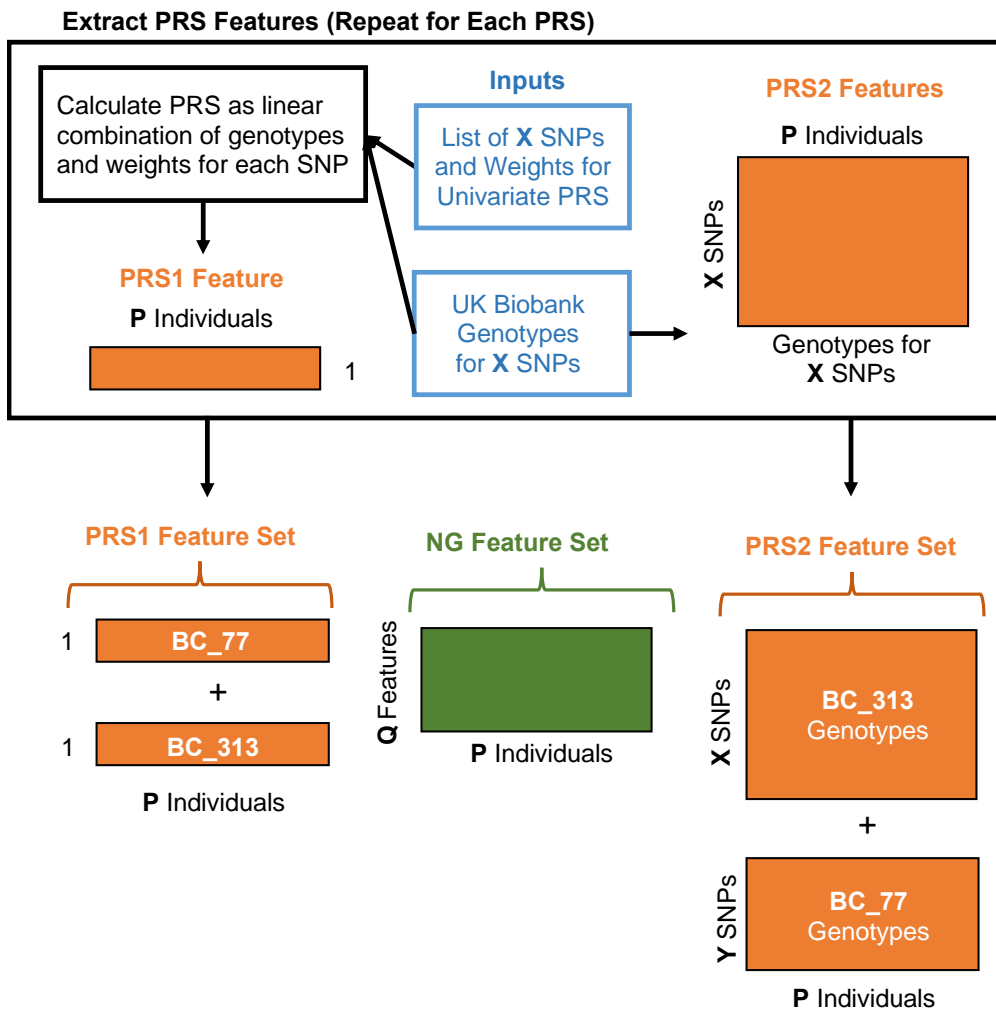 Extract PRS Features (Repeat for Each PRS)
Calculate PRS as linear
combination of genotypes
and weights for each SNP
Inputs
List of X SNPs
and Weights for
Univariate PRS
UK Biobank
Genotypes
for X SNPs
PRS1 Feature
P Individuals
1
PRS2 Features
P Individuals
X SNPs
Genotypes for
X SNPs
PRS1 Feature Set
1
BC_77
+
1
BC_313
P Individuals
NG Feature Set
Q Features
P Individuals
PRS2 Feature Set
X SNPs
BC_313
Genotypes
+
Y SNPs
BC_77
Genotypes
P Individuals